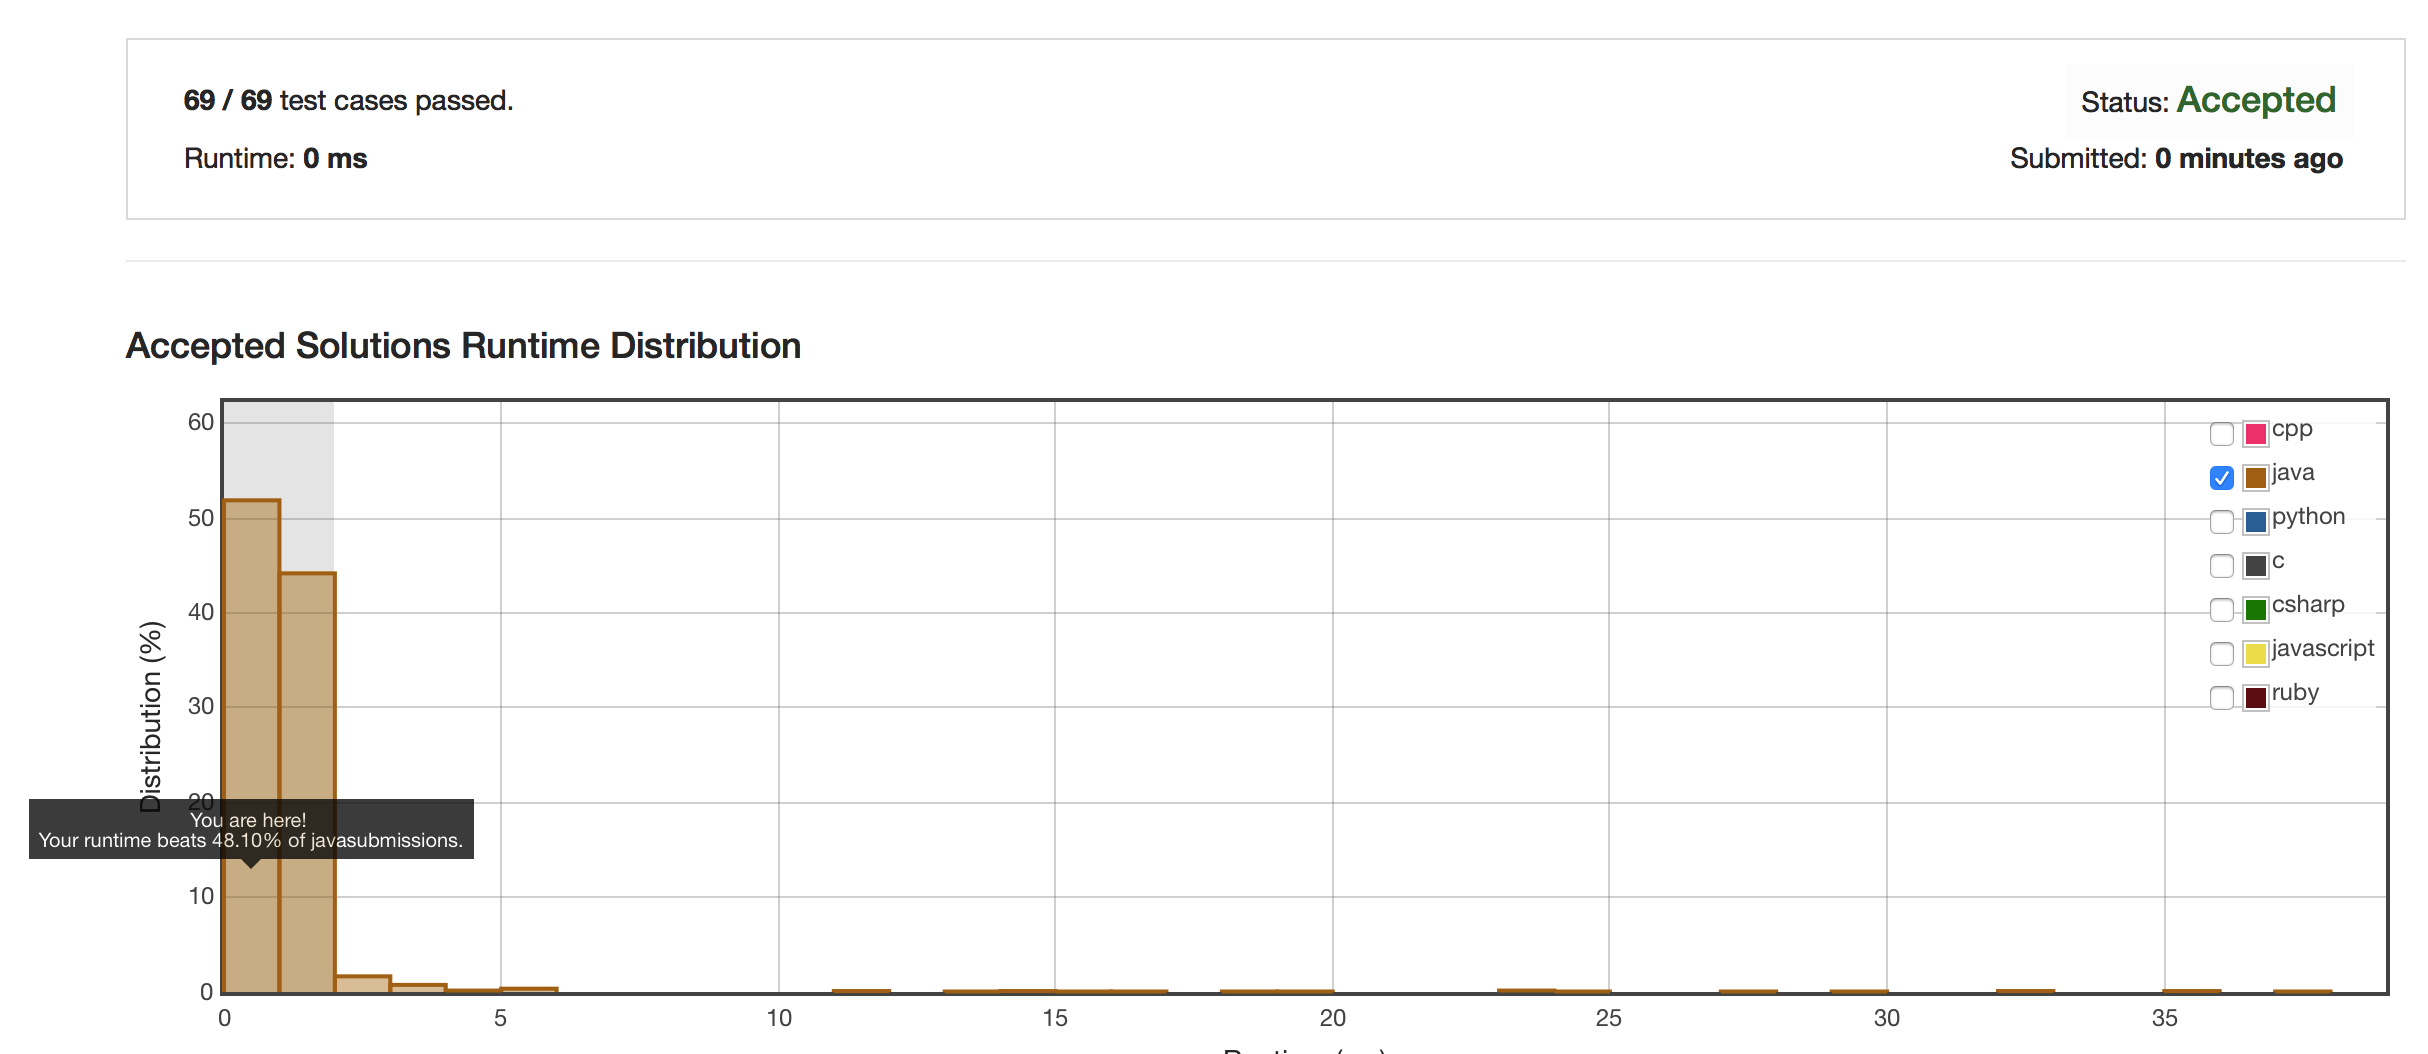 69 / 69 test cases passed.
Status: Accepted
Runtime: 0 ms
Submitted: 0 minutes ago
Accepted Solutions Runtime Distribution
60
50
40
30
20
10
0
Distribution (%)
You are here!
Your runtime beats 48.10% of javasubmissions.
cpp
java
python
c
csharp
javascript
ruby
0 5 10 15 20 25 30 35